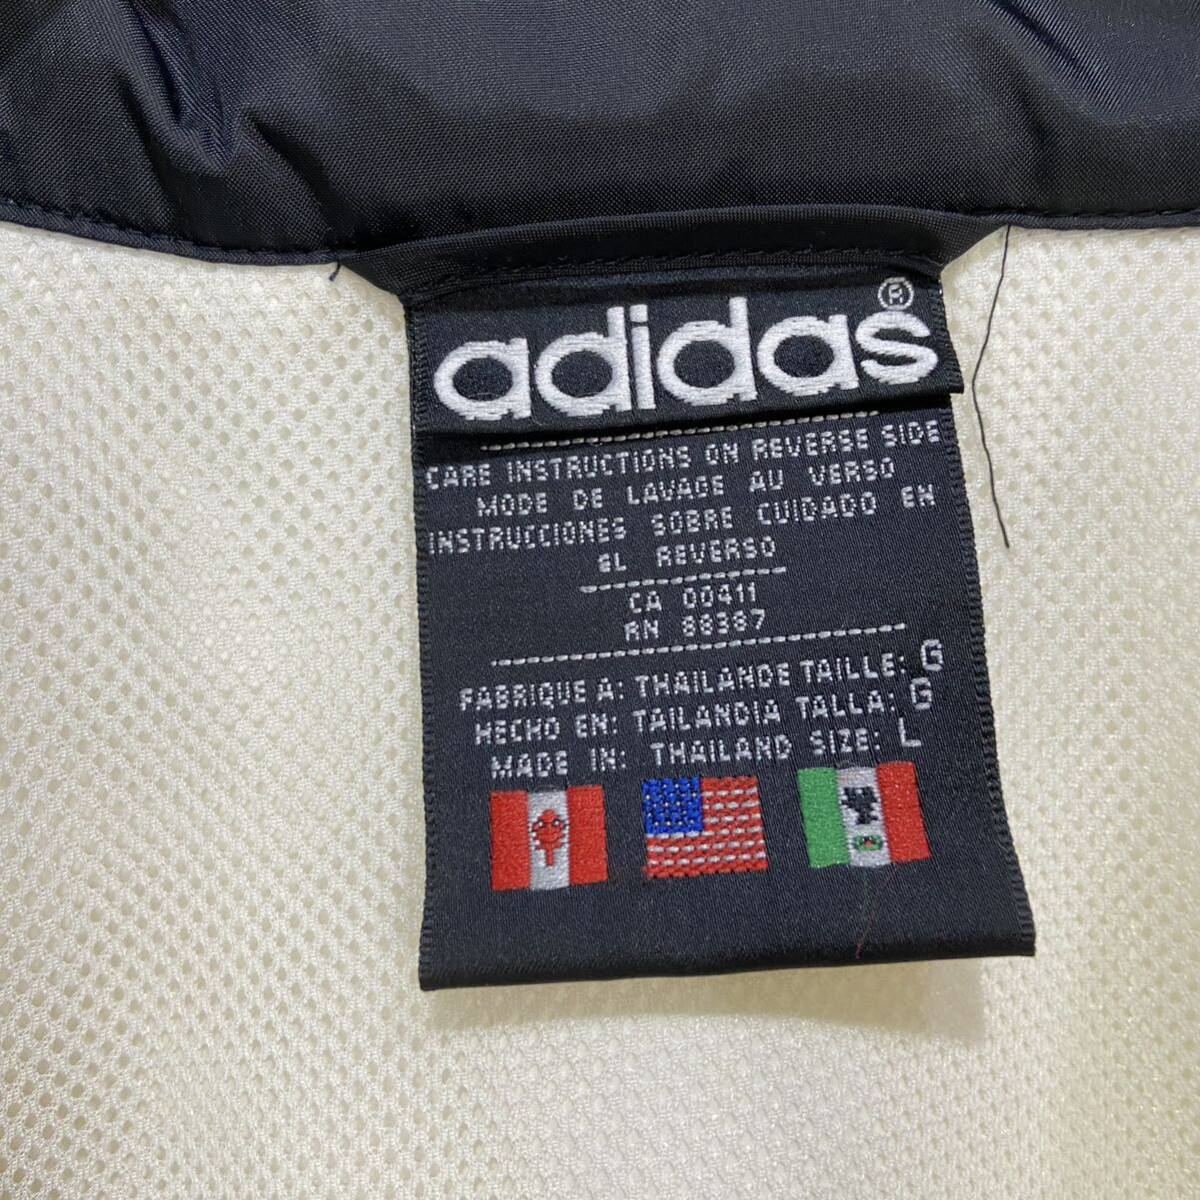 adidas®
CARE INSTRUCTIONS ON REVERSE SIDE
MODE DE LAVAGE AU VERSO
INSTRUCCIONES SOBRE CUIDADO EN
EL REVERSO
CA 00411
RN 88387
FABRIQUE A: THAILANDE TAILLE: G
HECHO EN: TAILANDIA TALLA: G
MADE IN: THAILAND SIZE: L